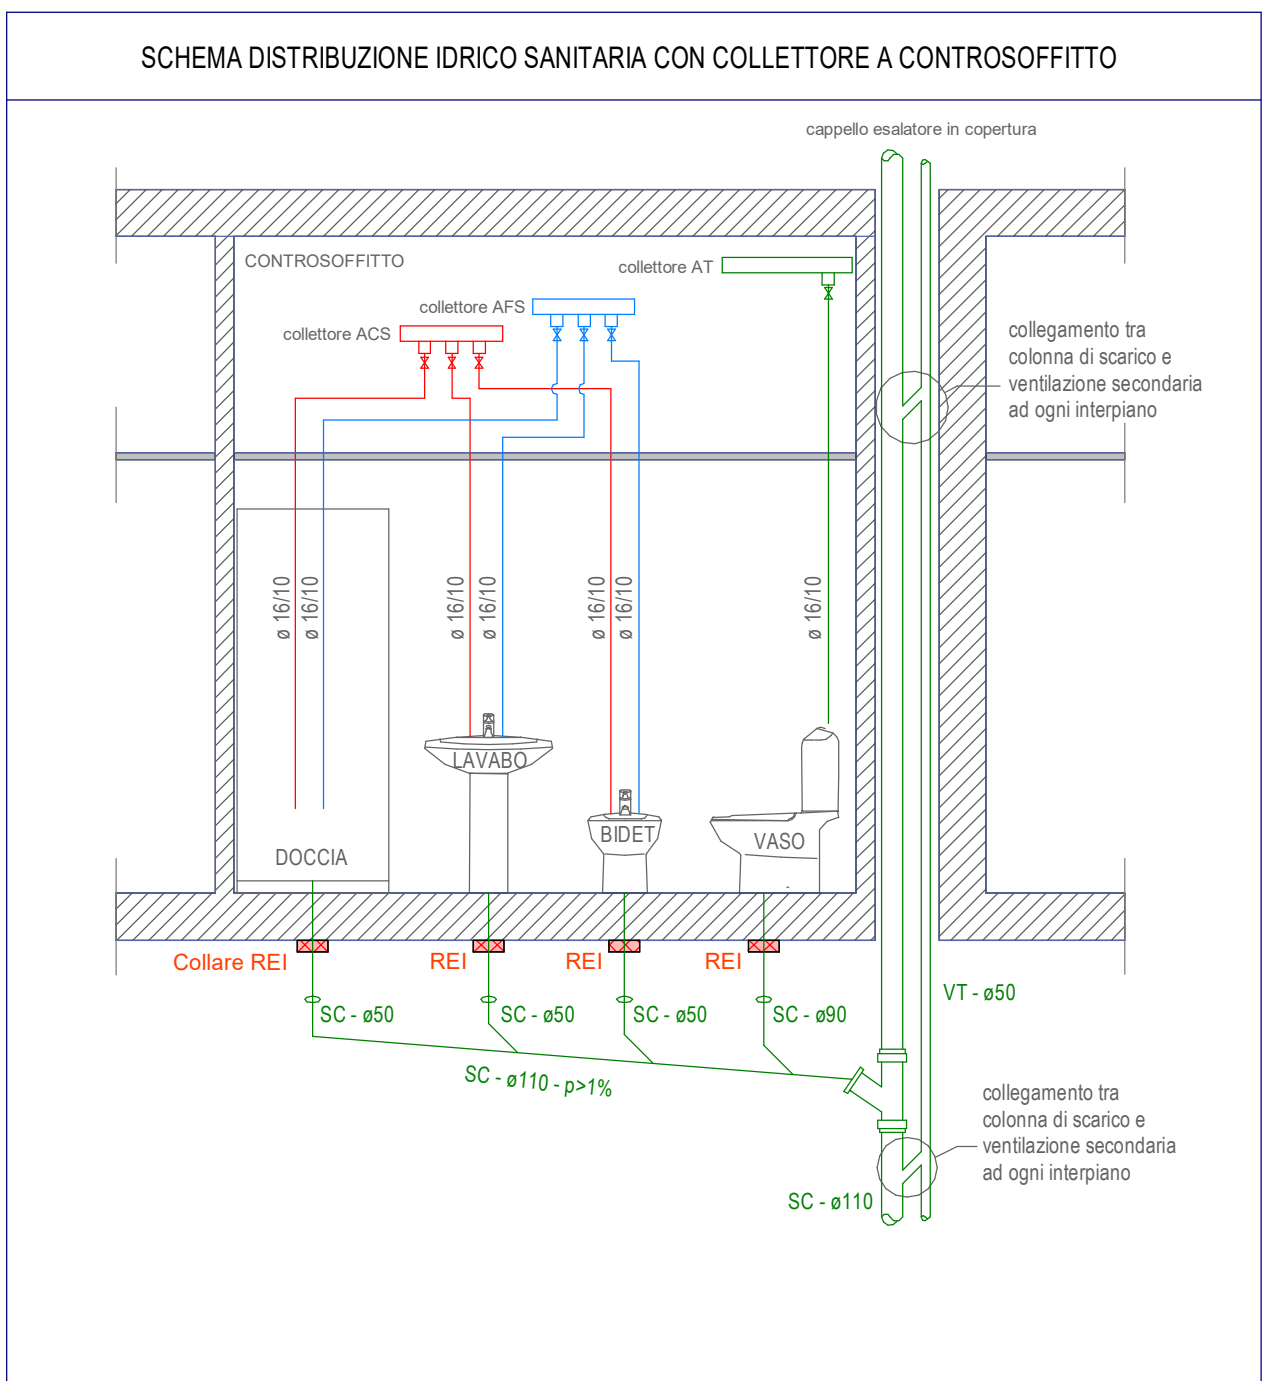 SCHEMA DISTRIBUZIONE IDRICO SANITARIA CON COLLETTORE A CONTROSOFFITTO
cappello esalatore in copertura
CONTROSOFFITTO
collettore AT
collettore AFS
collettore ACS
collegamento tra
colonna di scarico e
ventilazione secondaria
ad ogni interpiano
ø 16/10
ø 16/10
ø 16/10
ø 16/10
ø 16/10
ø 16/10
ø 16/10
LAVABO
BIDET
VASO
DOCCIA
Collare REI
REI
REI
REI
VT - ø50
SC - ø50
SC - ø50
SC - ø50
SC - ø90
SC - ø110 - p>1%
collegamento tra
colonna di scarico e
ventilazione secondaria
ad ogni interpiano
SC - ø110